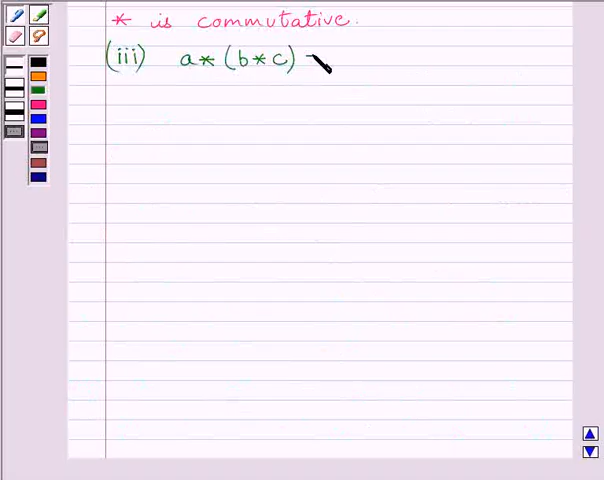 * is commutative.
(iii) a*(b*c) -